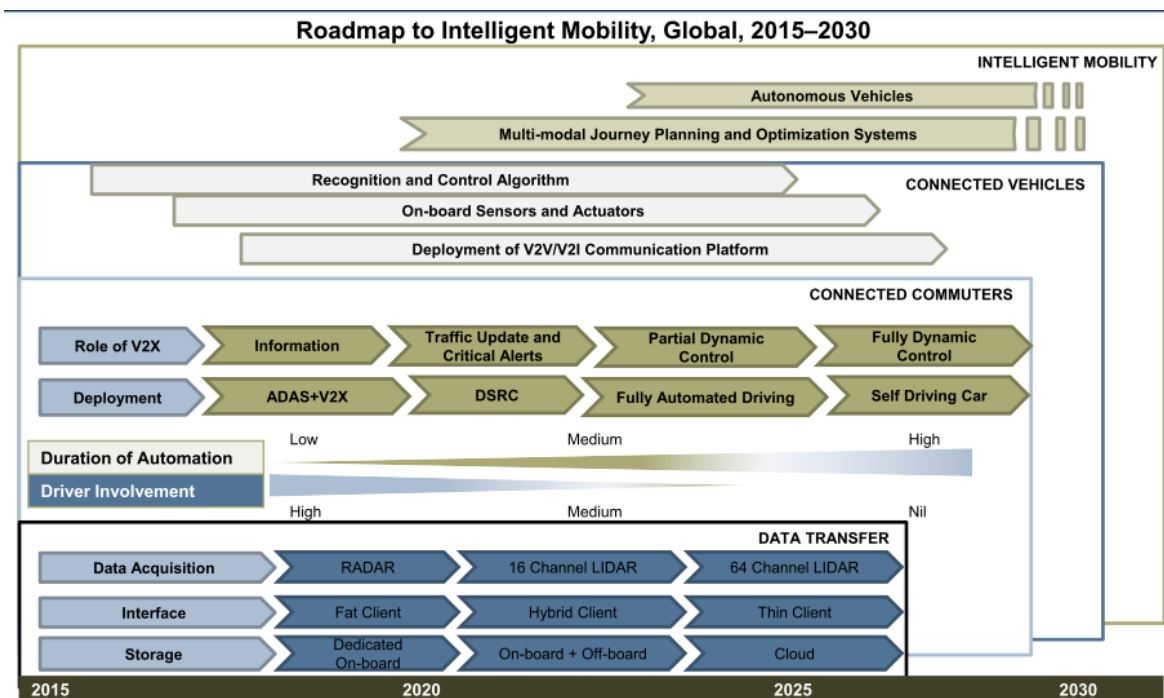 Roadmap to Intelligent Mobility, Global, 2015–2030
INTELLIGENT MOBILITY
Autonomous Vehicles
Multi-modal Journey Planning and Optimization Systems
CONNECTED VEHICLES
Recognition and Control Algorithm
On-board Sensors and Actuators
Deployment of V2V/V2I Communication Platform
CONNECTED COMMUTERS
Role of V2X
Information
Traffic Update and
Critical Alerts
Partial Dynamic
Control
Fully Dynamic
Control
Deployment
ADAS+V2X
DSRC
Fully Automated Driving
Self Driving Car
Low
Medium
High
Duration of Automation
Driver Involvement
High
Medium
Nil
DATA TRANSFER
Data Acquisition
RADAR
16 Channel LIDAR
64 Channel LIDAR
Interface
Fat Client
Hybrid Client
Thin Client
Storage
Dedicated
On-board
On-board + Off-board
Cloud
2015
2020
2025
2030